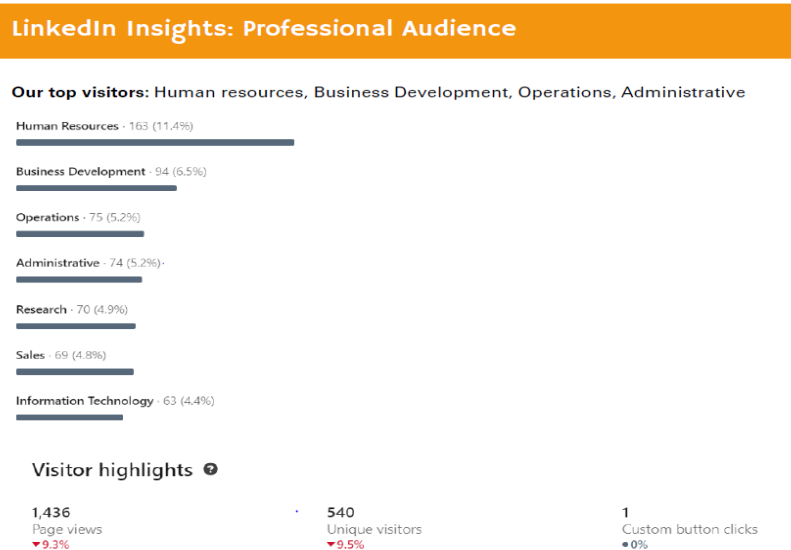 LinkedIn Insights: Professional Audience
Our top visitors: Human resources, Business Development, Operations, Administrative
Human Resources · 163 (11.4%)
Business Development · 94 (6.5%)
Operations · 75 (5.2%)
Administrative · 74 (5.2%)·
Research · 70 (4.9%)
Sales · 69 (4.8%)
Information Technology · 63 (4.4%)
Visitor highlights ?
1,436 540 1
Page views Unique visitors Custom button clicks
▼9.3% ▼9.5% ●0%